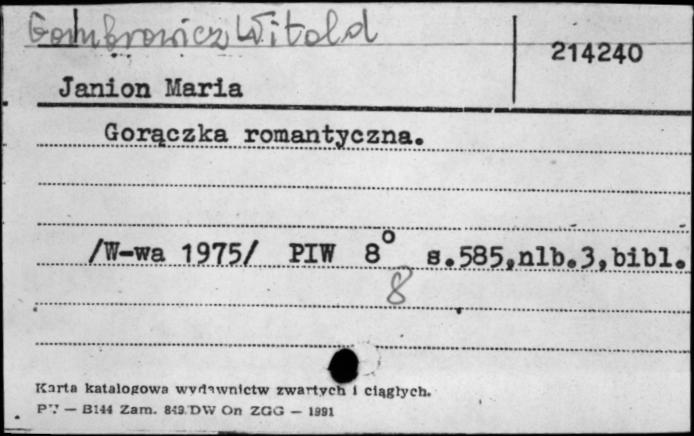 Gombrowicz Witold
214240
Janion Maria
Gorączka romantyczna.
/W-wa 1975/ PIW 8° s.585,nlb.3,bibl.
8
Karta katalogowa wydawnictw zwartych i ciągłych.
— B144 Zam. 849/DW On ZGG — 1991